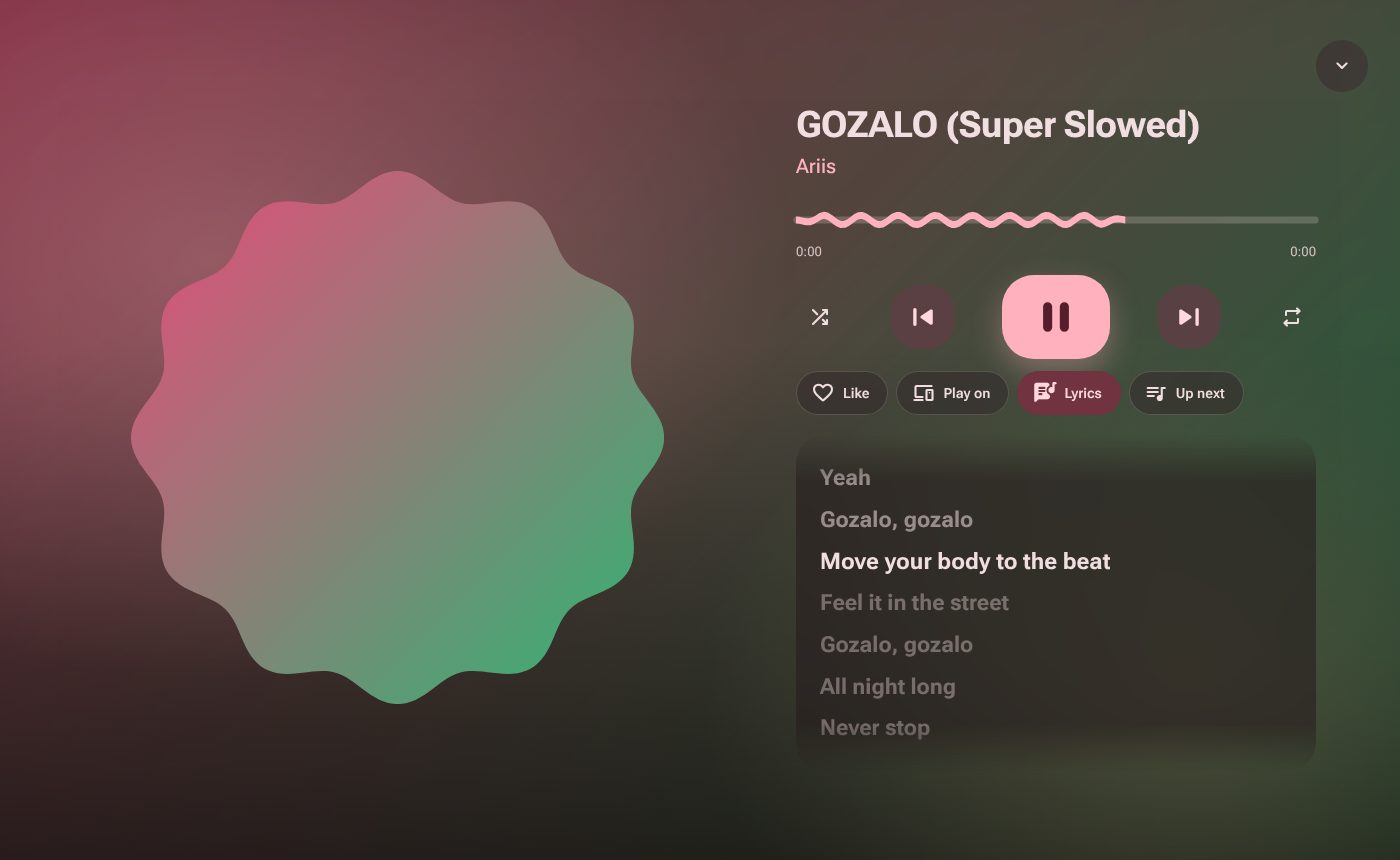 GOZALO (Super Slowed)
Ariis
0:00 0:00
Like Play on Lyrics Up next
Yeah
Gozalo, gozalo
Move your body to the beat
Feel it in the street
Gozalo, gozalo
All night long
Never stop